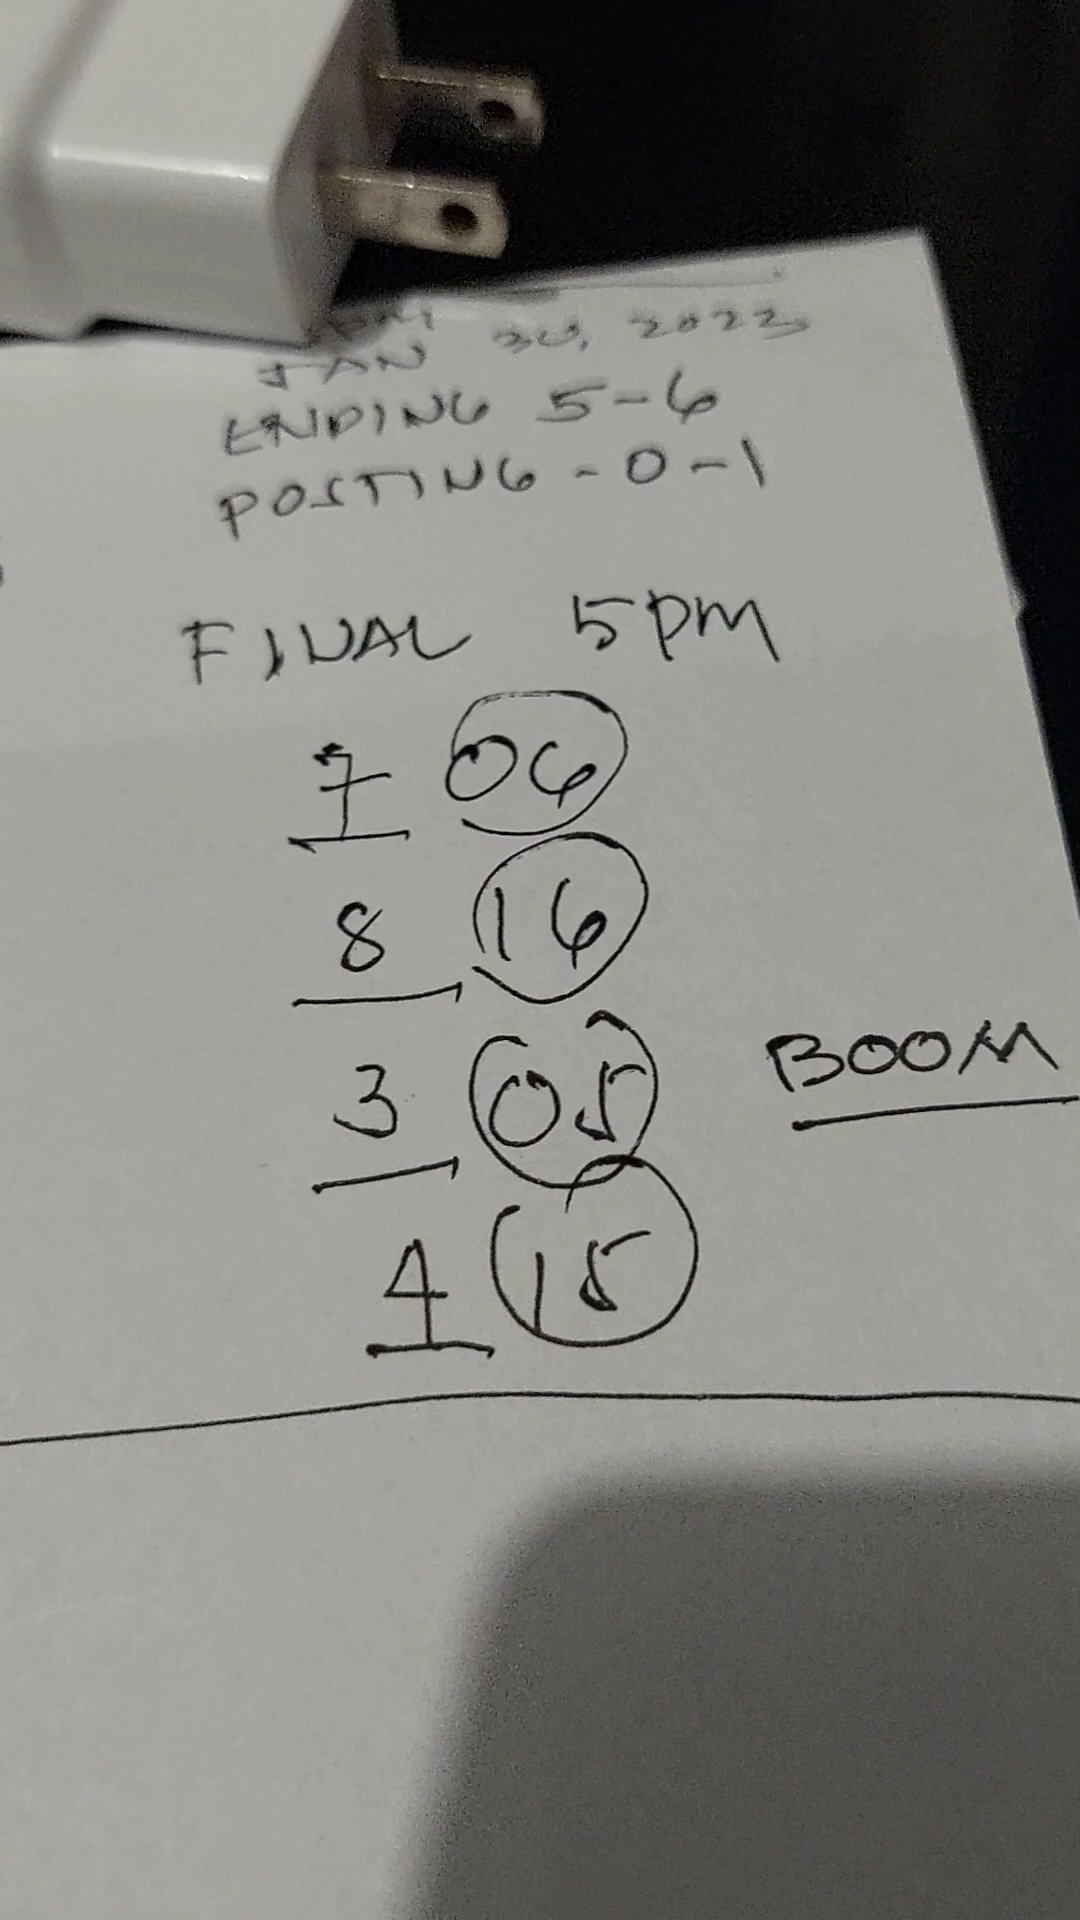 JAN 30, 2023
ENDING 5-6
POSTING - 0-1
FINAL 5PM
7 06
8 16
3 05
BOOM
4 15